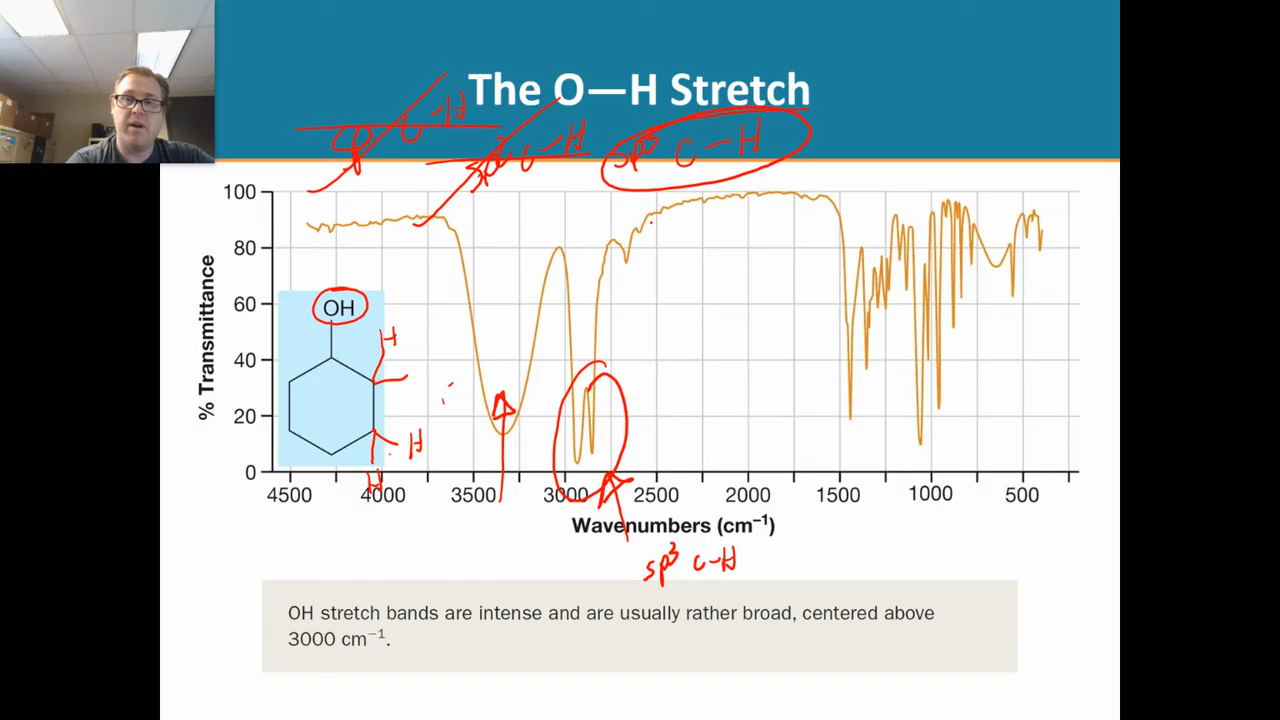 The O—H Stretch
sp C-H
sp² C-H
sp³ C-H
100
80
60
40
20
0
% Transmittance
OH
H
H
H
4500 4000 3500 3000 2500 2000 1500 1000 500
Wavenumbers (cm⁻¹)
sp³ C-H
OH stretch bands are intense and are usually rather broad, centered above
3000 cm⁻¹.